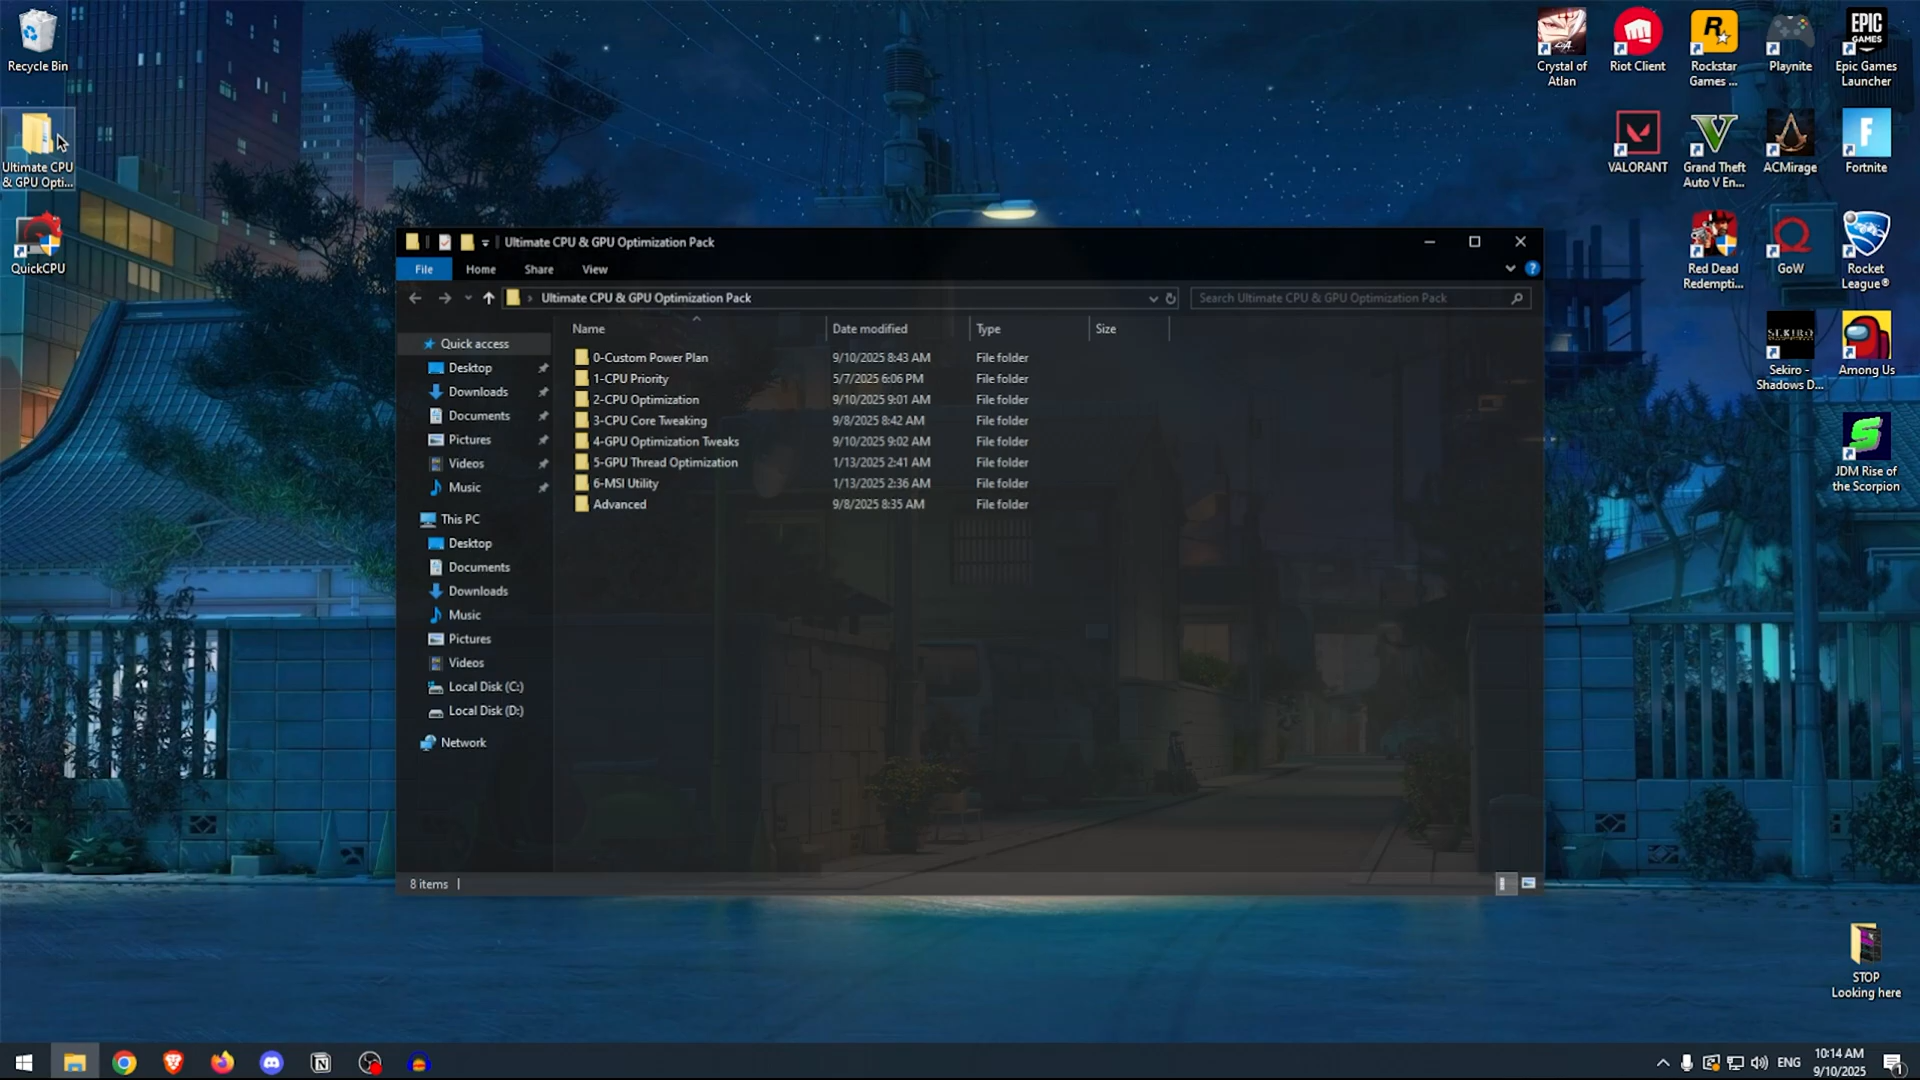 Recycle Bin
Ultimate CPU
& GPU Opti...
QuickCPU
Crystal of
Atlan
Riot Client
Rockstar
Games ...
Playnite
EPIC
GAMES
Epic Games
Launcher
VALORANT
Grand Theft
Auto V En...
ACMirage
Fortnite
Red Dead
Redempti...
GoW
Rocket
League®
SEKIRO
Sekiro -
Shadows D...
Among Us
JDM Rise of
the Scorpion
STOP
Looking here
Ultimate CPU & GPU Optimization Pack
File
Home
Share
View
Ultimate CPU & GPU Optimization Pack
Search Ultimate CPU & GPU Optimization Pack
Quick access
Desktop
Downloads
Documents
Pictures
Videos
Music
This PC
Desktop
Documents
Downloads
Music
Pictures
Videos
Local Disk (C:)
Local Disk (D:)
Network
Name Date modified Type Size
0-Custom Power Plan 9/10/2025 8:43 AM File folder
1-CPU Priority 5/7/2025 6:06 PM File folder
2-CPU Optimization 9/10/2025 9:01 AM File folder
3-CPU Core Tweaking 9/8/2025 8:42 AM File folder
4-GPU Optimization Tweaks 9/10/2025 9:02 AM File folder
5-GPU Thread Optimization 1/13/2025 2:41 AM File folder
6-MSI Utility 1/13/2025 2:36 AM File folder
Advanced 9/8/2025 8:35 AM File folder
8 items
ENG
10:14 AM
9/10/2025
1